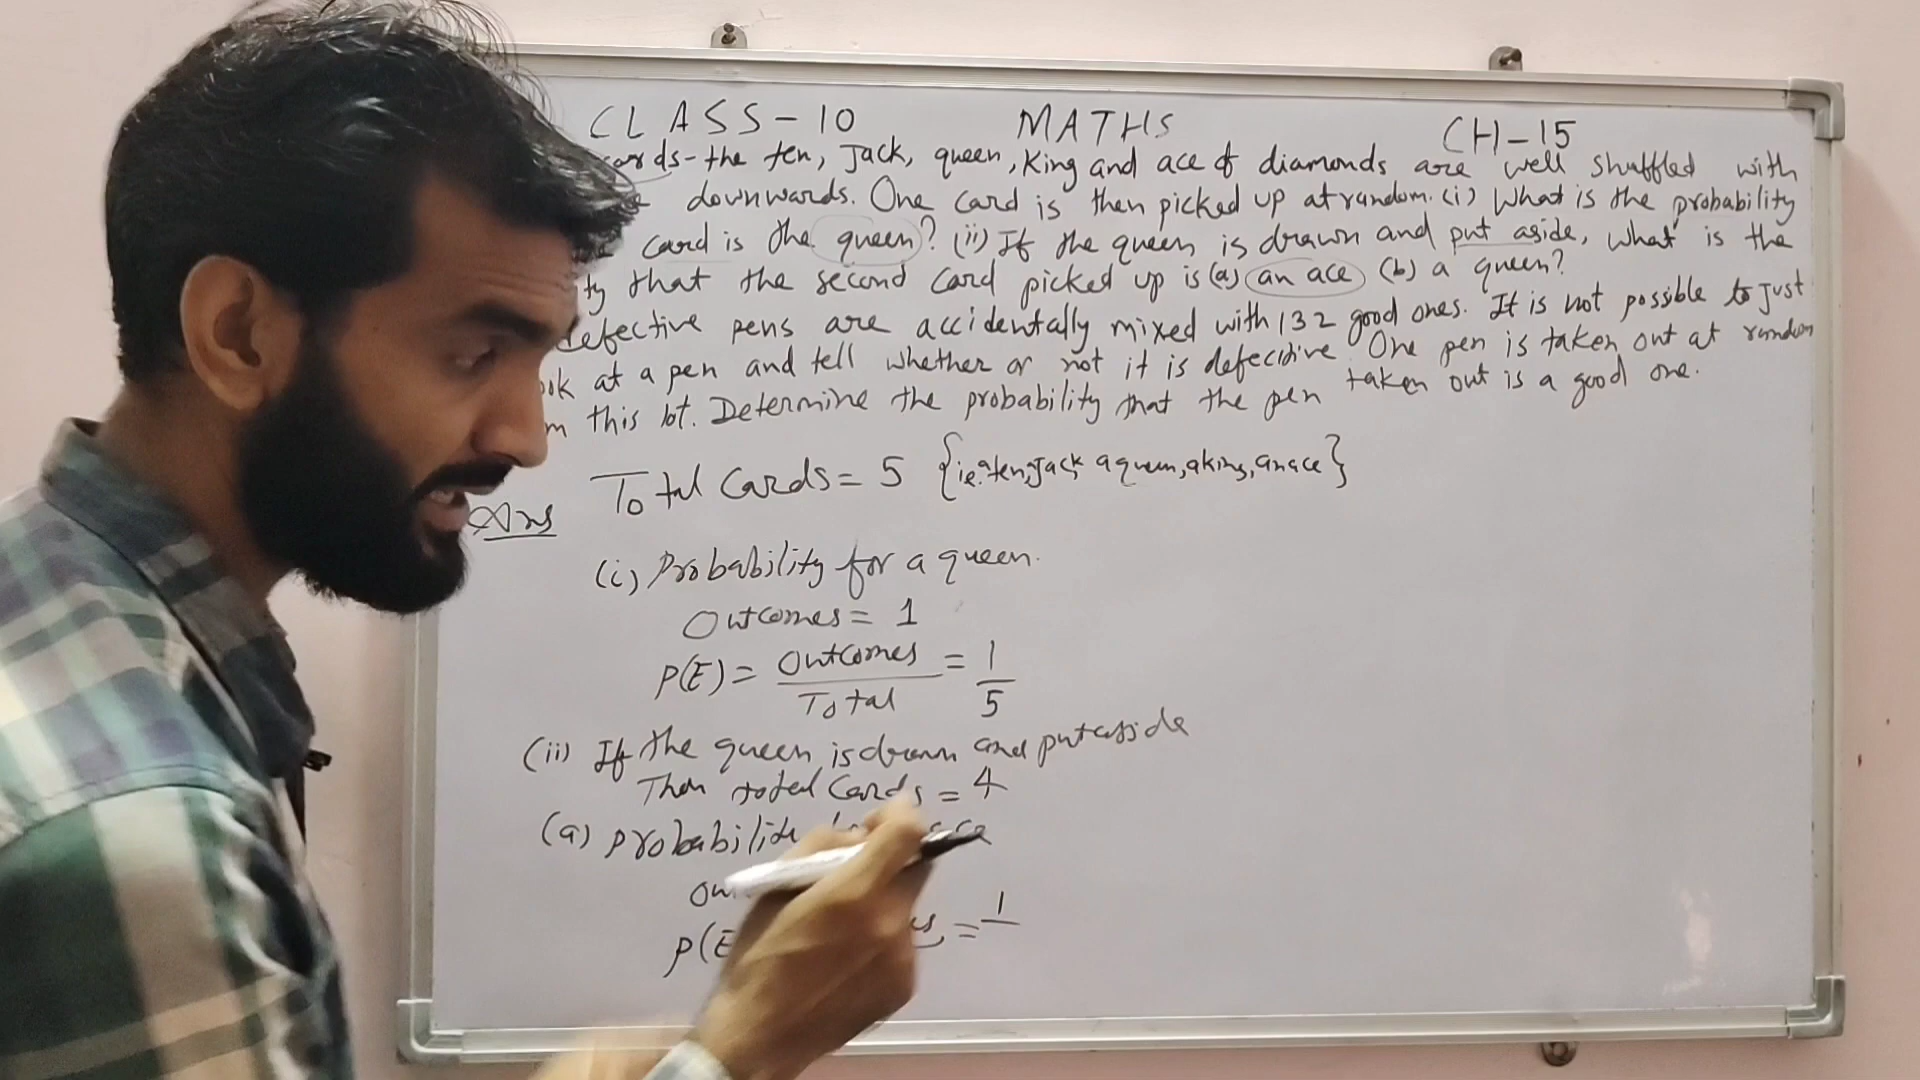 CLASS-10 MATHS CH-15
cards-the ten, Jack, queen, King and ace of diamonds are well shuffled with
downwards. One card is then picked up at random. (i) What is the probability
card is the queen? (ii) If the queen is drawn and put aside, what is the
ty that the second card picked up is (a) an ace (b) a queen?
defective pens are accidentally mixed with 132 good ones. It is not possible to just
ok at a pen and tell whether or not it is defecitive. One pen is taken out at random
m this lot. Determine the probability that the pen taken out is a good one.
Ans Total Cards = 5 {i.e. a ten, a Jack, a queen, a king, an ace}
(i) Probability for a queen.
Outcomes = 1
P(E) = Outcomes / Total = 1/5
(ii) If the queen is drawn and put aside
Then total Cards = 4
(a) Probability ace
Ou
P(E = 1